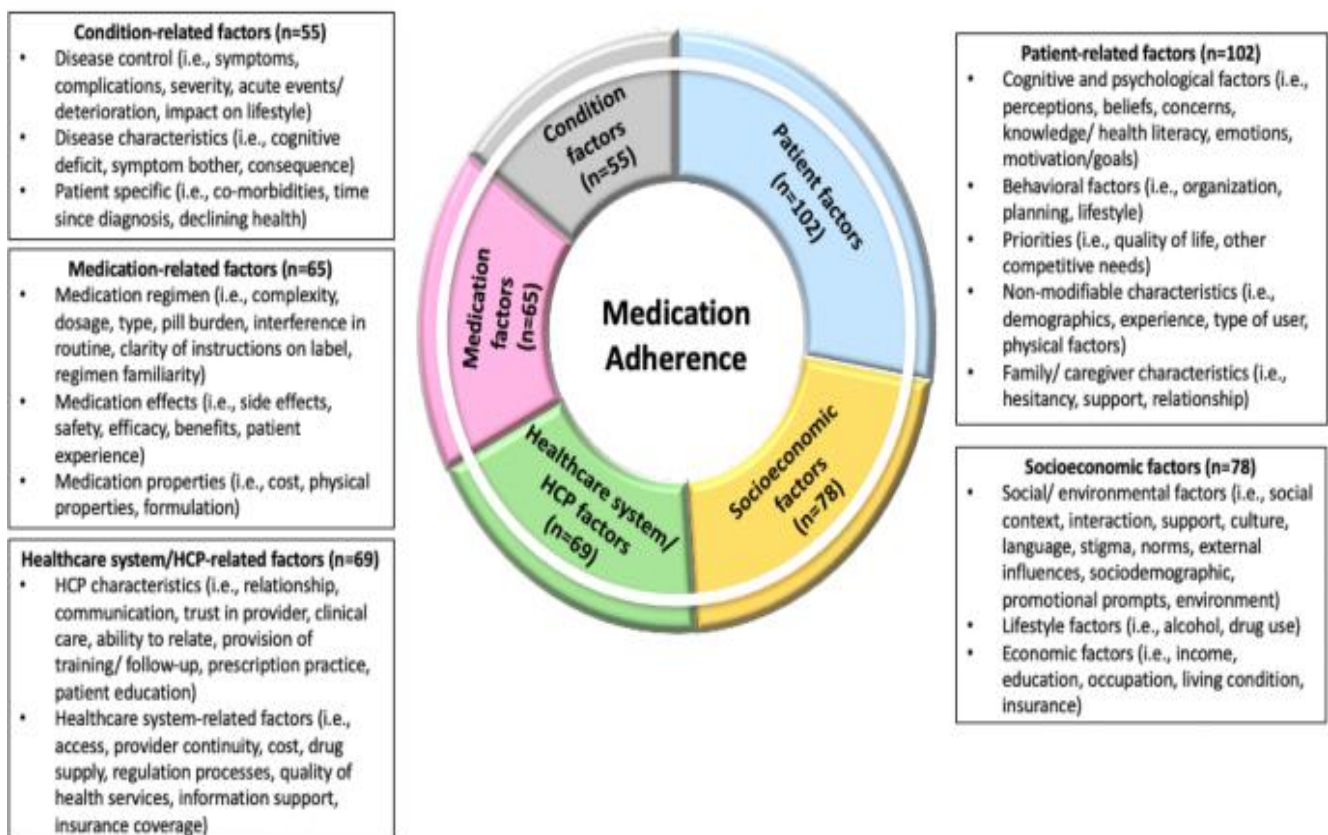 Condition-related factors (n=55)
• Disease control (i.e., symptoms,
complications, severity, acute events/
deterioration, impact on lifestyle)
• Disease characteristics (i.e., cognitive
deficit, symptom bother, consequence)
• Patient specific (i.e., co-morbidities, time
since diagnosis, declining health)
Medication-related factors (n=65)
• Medication regimen (i.e., complexity,
dosage, type, pill burden, interference in
routine, clarity of instructions on label,
regimen familiarity)
• Medication effects (i.e., side effects,
safety, efficacy, benefits, patient
experience)
• Medication properties (i.e., cost, physical
properties, formulation)
Healthcare system/HCP-related factors (n=69)
• HCP characteristics (i.e., relationship,
communication, trust in provider, clinical
care, ability to relate, provision of
training/ follow-up, prescription practice,
patient education)
• Healthcare system-related factors (i.e.,
access, provider continuity, cost, drug
supply, regulation processes, quality of
health services, information support,
insurance coverage)
Condition
factors
(n=55)
Patient factors
(n=102)
Medication
factors
(n=65)
Medication
Adherence
Healthcare system/
HCP factors
(n=69)
Socioeconomic
factors
(n=78)
Patient-related factors (n=102)
• Cognitive and psychological factors (i.e.,
perceptions, beliefs, concerns,
knowledge/ health literacy, emotions,
motivation/goals)
• Behavioral factors (i.e., organization,
planning, lifestyle)
• Priorities (i.e., quality of life, other
competitive needs)
• Non-modifiable characteristics (i.e.,
demographics, experience, type of user,
physical factors)
• Family/ caregiver characteristics (i.e.,
hesitancy, support, relationship)
Socioeconomic factors (n=78)
• Social/ environmental factors (i.e., social
context, interaction, support, culture,
language, stigma, norms, external
influences, sociodemographic,
promotional prompts, environment)
• Lifestyle factors (i.e., alcohol, drug use)
• Economic factors (i.e., income,
education, occupation, living condition,
insurance)